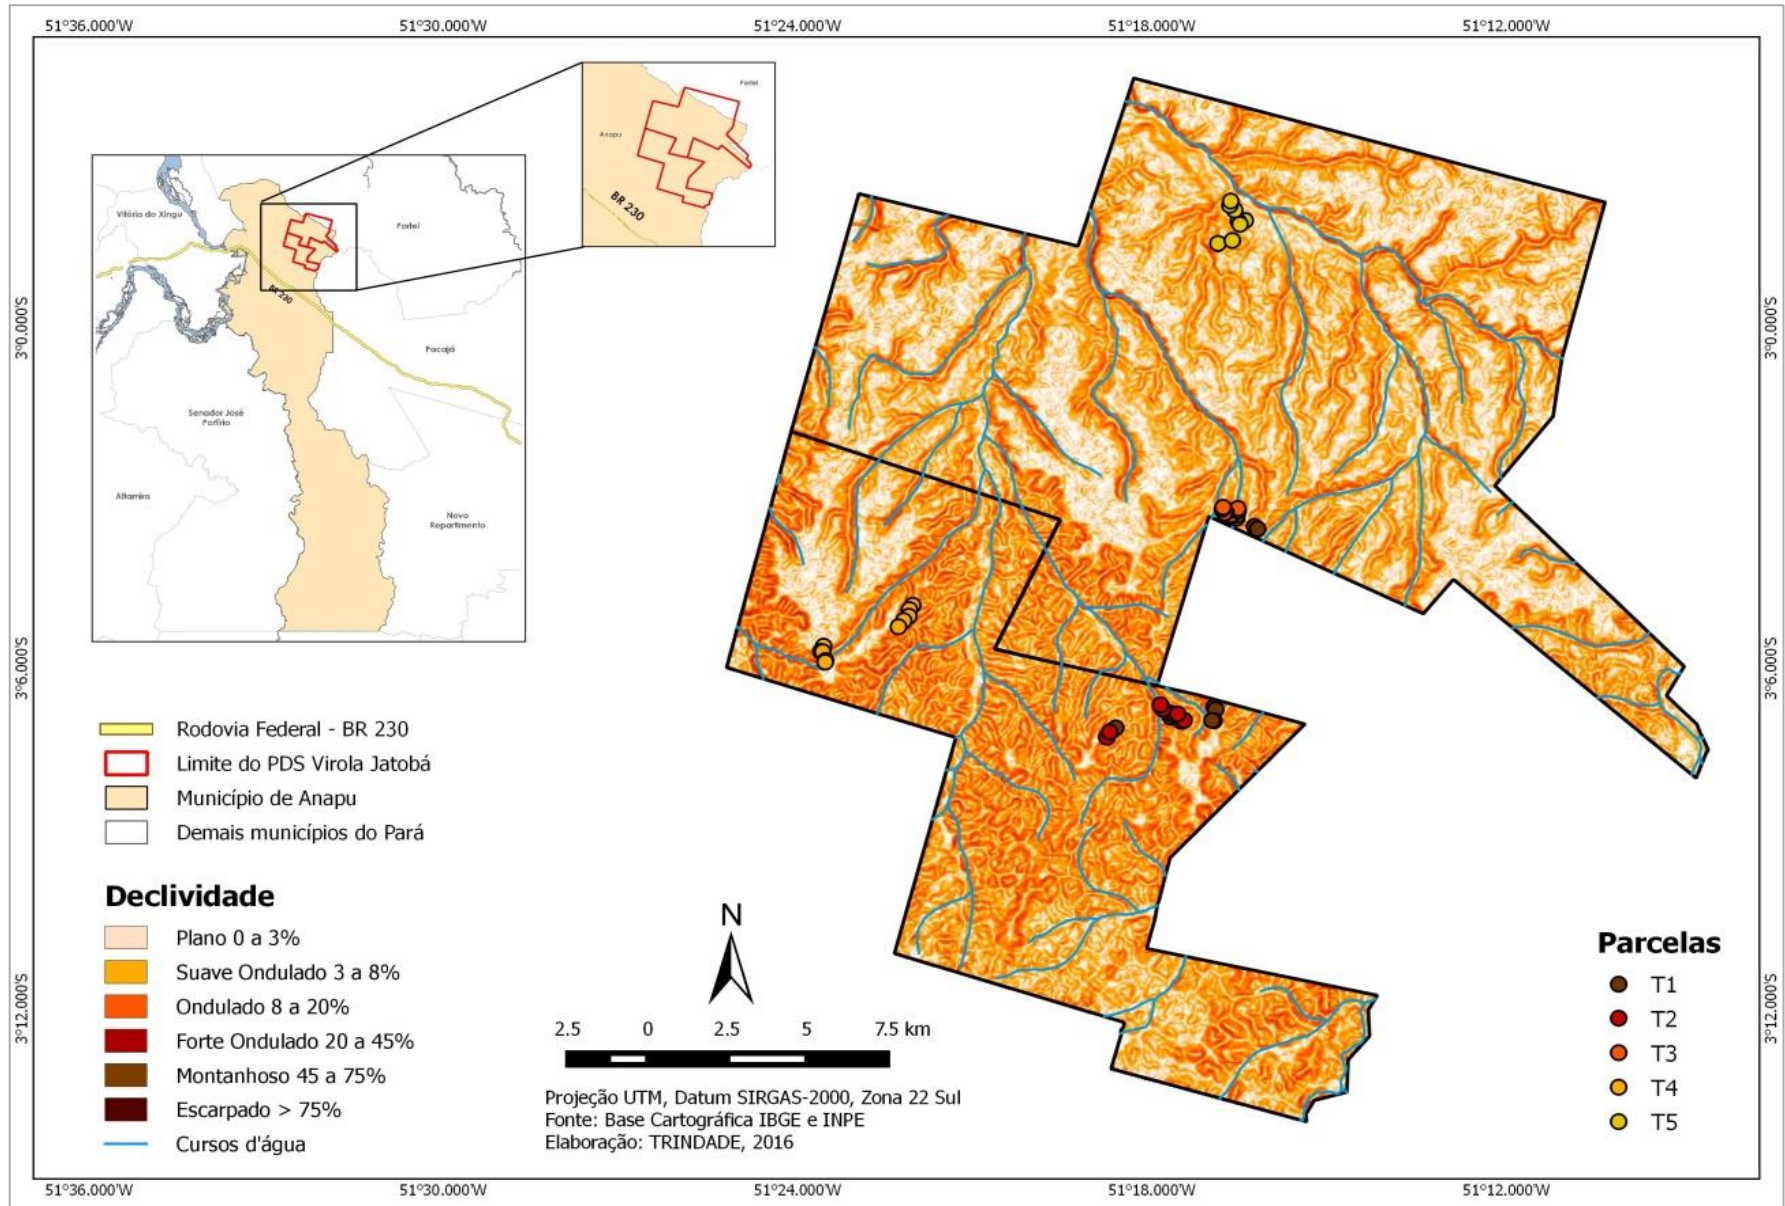 51°36.000'W 51°30.000'W 51°24.000'W 51°18.000'W 51°12.000'W
Portel
Anapu
BR 230
Vitória do Xingu
Portel
BR 230
Pacajá
Senador José
Porfírio
Altamira
Novo
Repartimento
3°0.000'S
3°6.000'S
3°12.000'S
3°0.000'S
3°6.000'S
3°12.000'S
Rodovia Federal - BR 230
Limite do PDS Virola Jatobá
Município de Anapu
Demais municípios do Pará
Declividade
Plano 0 a 3%
Suave Ondulado 3 a 8%
Ondulado 8 a 20%
Forte Ondulado 20 a 45%
Montanhoso 45 a 75%
Escarpado > 75%
Cursos d'água
N
2.5 0 2.5 5 7.5 km
Projeção UTM, Datum SIRGAS-2000, Zona 22 Sul
Fonte: Base Cartográfica IBGE e INPE
Elaboração: TRINDADE, 2016
Parcelas
T1
T2
T3
T4
T5
51°36.000'W 51°30.000'W 51°24.000'W 51°18.000'W 51°12.000'W